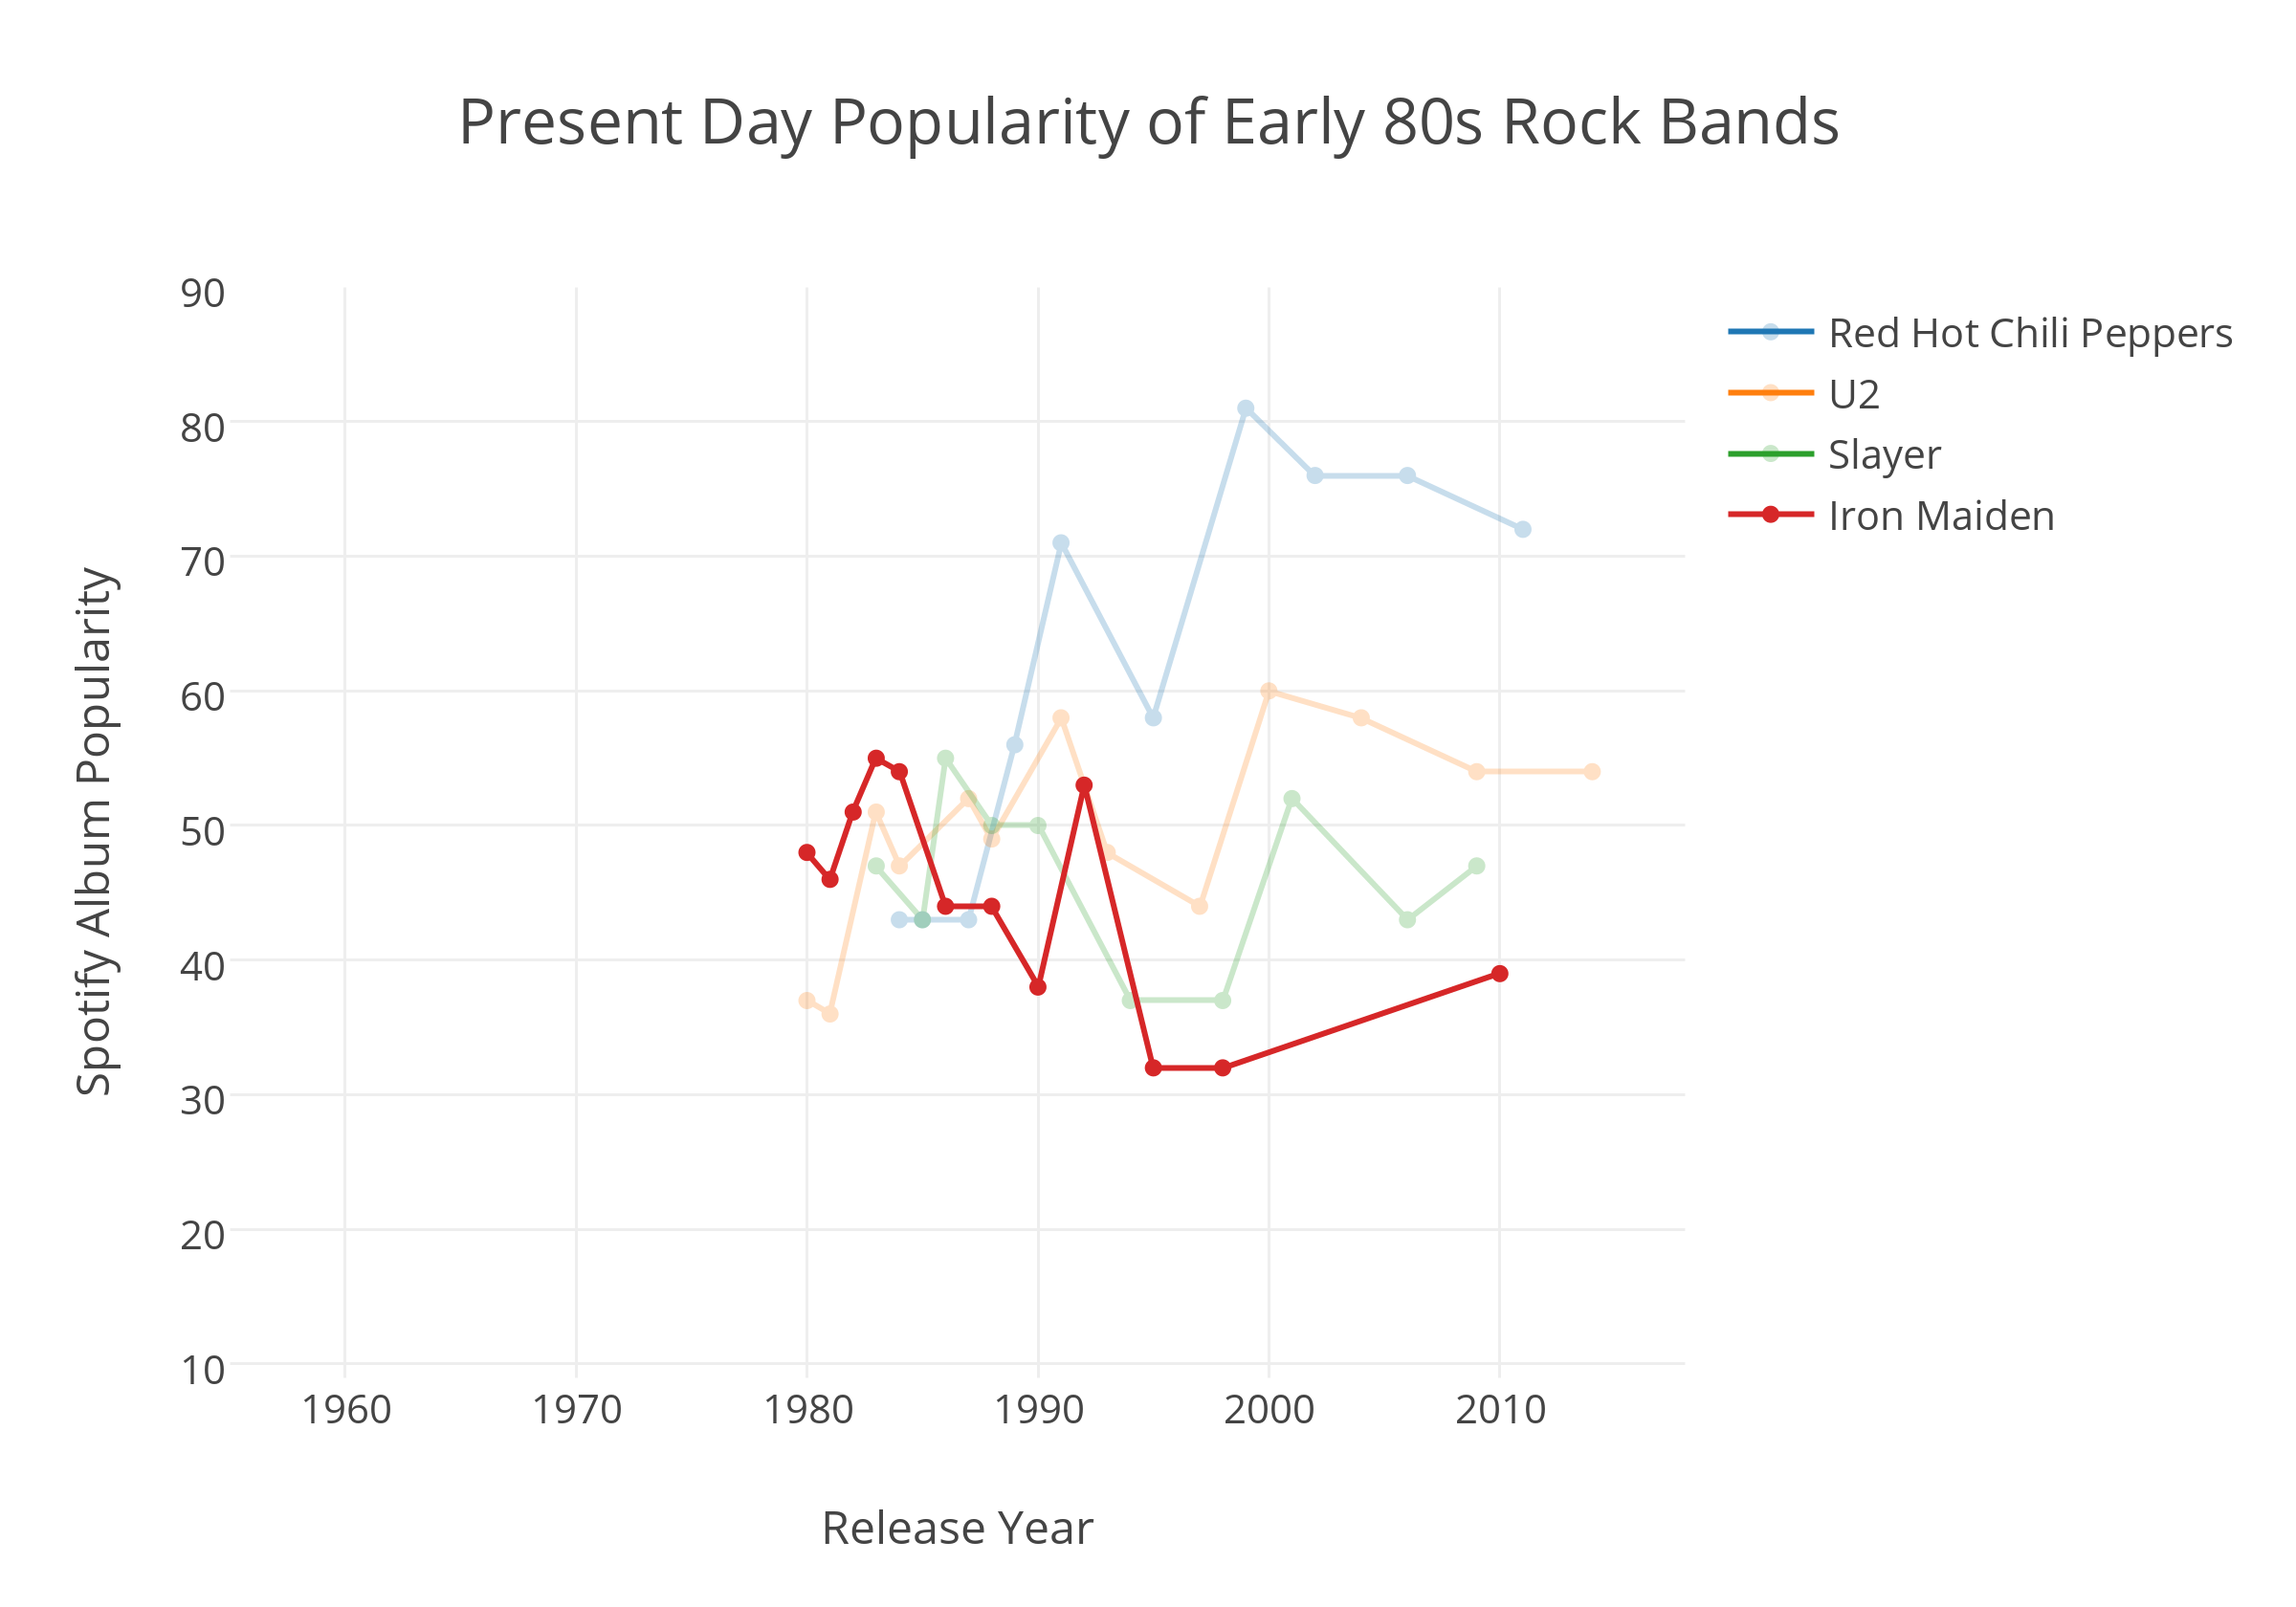 Present Day Popularity of Early 80s Rock Bands
90
80
70
60
50
40
30
20
10
Spotify Album Popularity
1960 1970 1980 1990 2000 2010
Release Year
Red Hot Chili Peppers
U2
Slayer
Iron Maiden